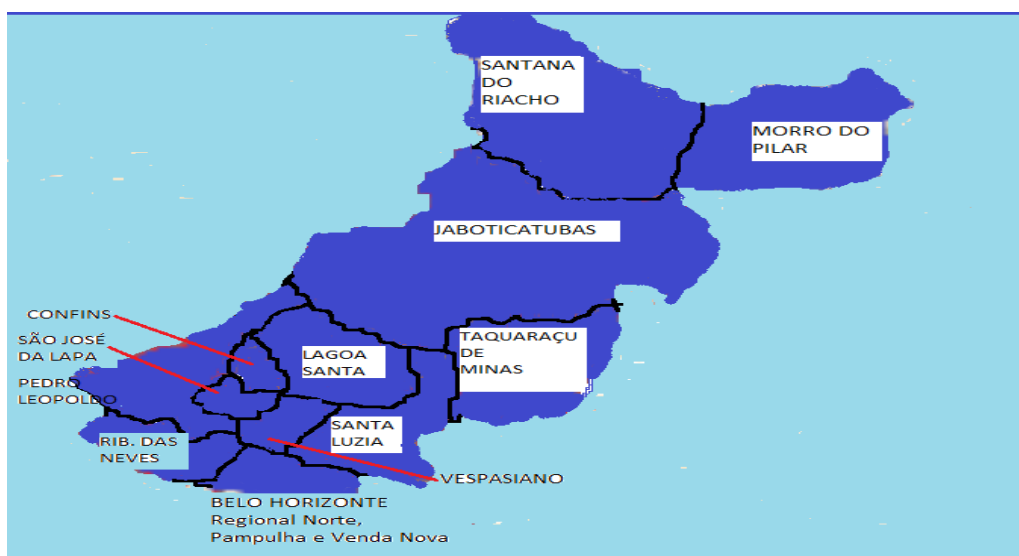 SANTANA
DO
RIACHO
MORRO DO
PILAR
JABOTICATUBAS
CONFINS
SÃO JOSÉ
DA LAPA
PEDRO
LEOPOLDO
LAGOA
SANTA
TAQUARAÇU
DE
MINAS
RIB. DAS
NEVES
SANTA
LUZIA
VESPASIANO
BELO HORIZONTE
Regional Norte,
Pampulha e Venda Nova